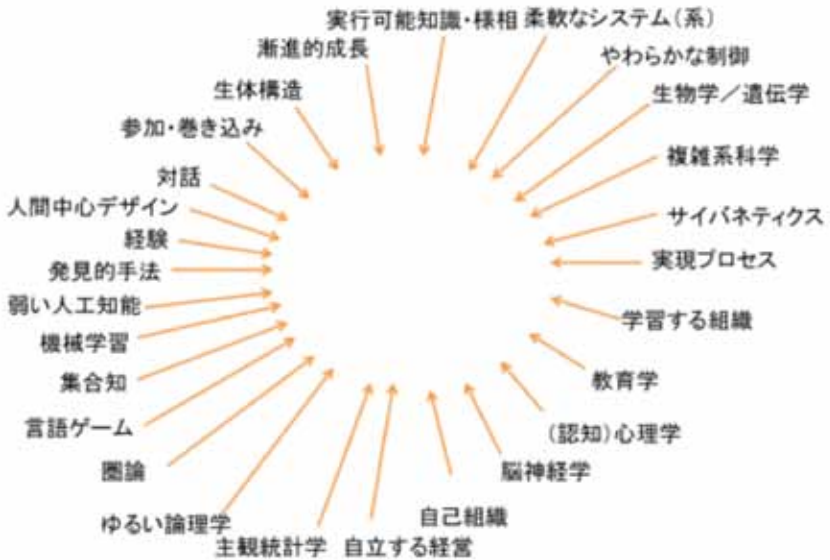 実行可能知識・様相
柔軟なシステム（系）
漸進的成長
やわらかな制御
生体構造
生物学／遺伝学
参加・巻き込み
複雑系科学
対話
人間中心デザイン
サイバネティクス
経験
実現プロセス
発見的手法
弱い人工知能
学習する組織
機械学習
集合知
教育学
言語ゲーム
（認知）心理学
圏論
脳神経学
ゆるい論理学
自己組織
主観統計学
自立する経営